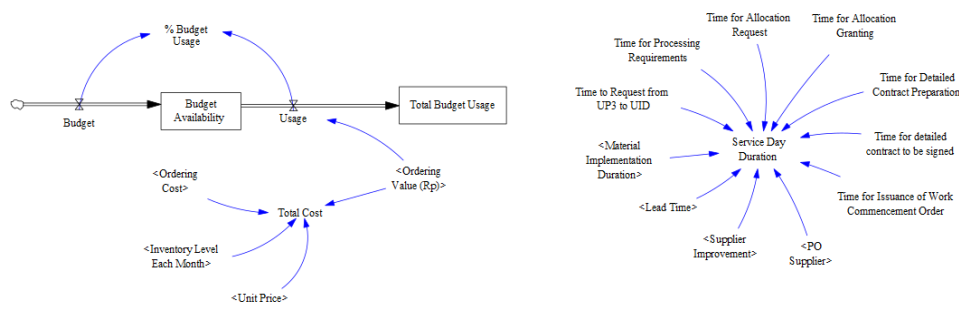 % Budget
Usage
Budget
Budget
Availability
Usage
Total Budget Usage
<Ordering
Cost>
<Ordering
Value (Rp)>
Total Cost
<Inventory Level
Each Month>
<Unit Price>
Time for Allocation
Request
Time for Allocation
Granting
Time for Processing
Requirements
Time for Detailed
Contract Preparation
Time to Request from
UP3 to UID
Service Day
Duration
Time for detailed
contract to be signed
<Material
Implementation
Duration>
<Lead Time>
Time for Issuance of Work
Commencement Order
<Supplier
Improvement>
<PO
Supplier>